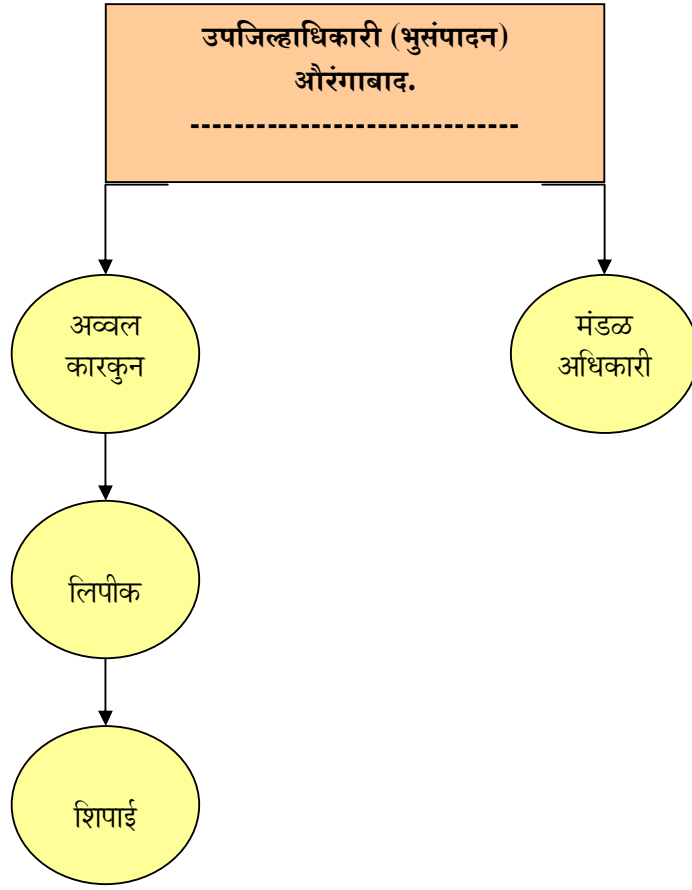 उपजिल्हाधिकारी (भुसंपादन)
औरंगाबाद.
------------------------------
अव्वल
कारकुन
मंडळ
अधिकारी
लिपीक
शिपाई